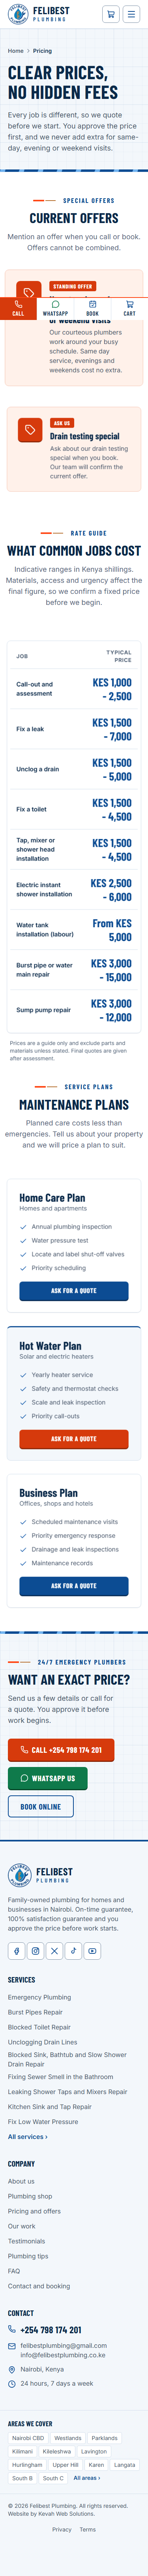 FELIBEST
PLUMBING
Home > Pricing
CLEAR PRICES,
NO HIDDEN FEES
Every job is different, so we quote
before we start. You approve the price
first, and we never add extra for same-
day, evening or weekend visits.
SPECIAL OFFERS
CURRENT OFFERS
Mention an offer when you call or book.
Offers cannot be combined.
STANDING OFFER
CALL
WHATSAPP
BOOK
CART
or weekend visits
Our courteous plumbers
work around your busy
schedule. Same day
service, evenings and
weekends cost no extra.
ASK US
Drain testing special
Ask about our drain testing
special when you book.
Our team will confirm the
current offer.
RATE GUIDE
WHAT COMMON JOBS COST
Indicative ranges in Kenya shillings.
Materials, access and urgency affect the
final figure, so we confirm a fixed price
before we begin.
JOB
TYPICAL
PRICE
Call-out and
assessment
KES 1,000
- 2,500
Fix a leak
KES 1,500
- 7,000
Unclog a drain
KES 1,500
- 5,000
Fix a toilet
KES 1,500
- 4,500
Tap, mixer or
shower head
installation
KES 1,500
- 4,500
Electric instant
shower installation
KES 2,500
- 6,000
Water tank
installation (labour)
From KES
5,000
Burst pipe or water
main repair
KES 3,000
- 15,000
Sump pump repair
KES 3,000
- 12,000
Prices are a guide only and exclude parts and
materials unless stated. Final quotes are given
after assessment.
SERVICE PLANS
MAINTENANCE PLANS
Planned care costs less than
emergencies. Tell us about your property
and we will price a plan to suit.
Home Care Plan
Homes and apartments
Annual plumbing inspection
Water pressure test
Locate and label shut-off valves
Priority scheduling
ASK FOR A QUOTE
Hot Water Plan
Solar and electric heaters
Yearly heater service
Safety and thermostat checks
Scale and leak inspection
Priority call-outs
ASK FOR A QUOTE
Business Plan
Offices, shops and hotels
Scheduled maintenance visits
Priority emergency response
Drainage and leak inspections
Maintenance records
ASK FOR A QUOTE
24/7 EMERGENCY PLUMBERS
WANT AN EXACT PRICE?
Send us a few details or call for
a quote. You approve it before
work begins.
CALL +254 798 174 201
WHATSAPP US
BOOK ONLINE
FELIBEST
PLUMBING
Family-owned plumbing for homes and
businesses in Nairobi. On-time guarantee,
100% satisfaction guarantee and you
approve the price before work starts.
SERVICES
Emergency Plumbing
Burst Pipes Repair
Blocked Toilet Repair
Unclogging Drain Lines
Blocked Sink, Bathtub and Slow Shower
Drain Repair
Fixing Sewer Smell in the Bathroom
Leaking Shower Taps and Mixers Repair
Kitchen Sink and Tap Repair
Fix Low Water Pressure
All services ›
COMPANY
About us
Plumbing shop
Pricing and offers
Our work
Testimonials
Plumbing tips
FAQ
Contact and booking
CONTACT
+254 798 174 201
felibestplumbing@gmail.com
info@felibestplumbing.co.ke
Nairobi, Kenya
24 hours, 7 days a week
AREAS WE COVER
Nairobi CBD
Westlands
Parklands
Kilimani
Kileleshwa
Lavington
Hurlingham
Upper Hill
Karen
Langata
South B
South C
All areas ›
© 2026 Felibest Plumbing. All rights reserved.
Website by Kevah Web Solutions.
Privacy
Terms